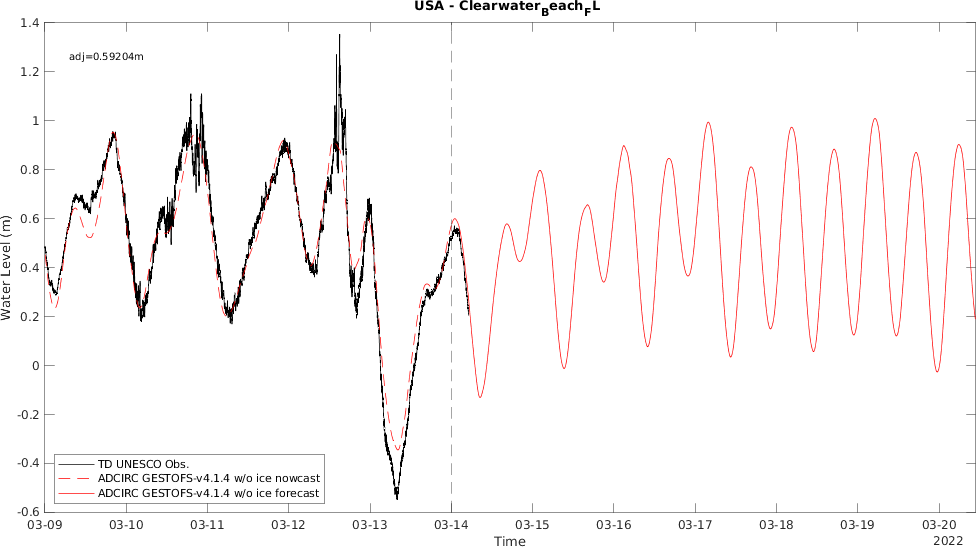 USA - Clearwater_Beach_FL
1.4
adj=0.59204m
1.2
1
0.8
0.6
0.4
0.2
0
-0.2
-0.4
-0.6
Water Level (m)
TD UNESCO Obs.
ADCIRC GESTOFS-v4.1.4 w/o ice nowcast
ADCIRC GESTOFS-v4.1.4 w/o ice forecast
03-09 03-10 03-11 03-12 03-13 03-14 03-15 03-16 03-17 03-18 03-19 03-20
Time
2022